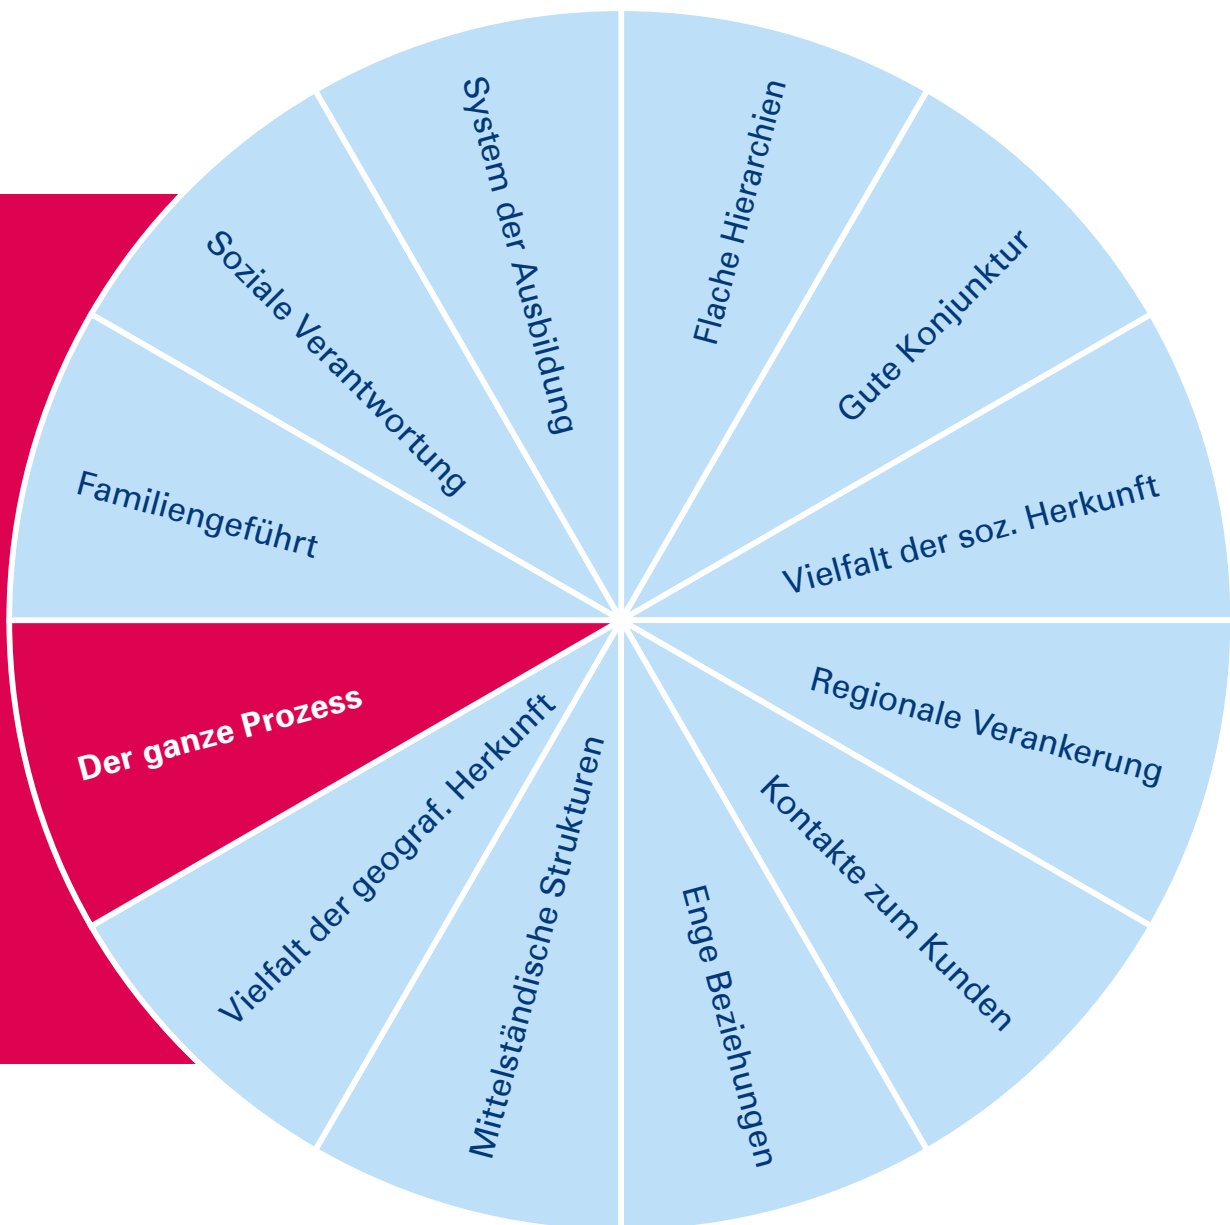 Flache Hierarchien
Gute Konjunktur
Vielfalt der soz. Herkunft
Regionale Verankerung
Kontakte zum Kunden
Enge Beziehungen
Mittelständische Strukturen
Vielfalt der geograf. Herkunft
Der ganze Prozess
Familiengeführt
Soziale Verantwortung
System der Ausbildung